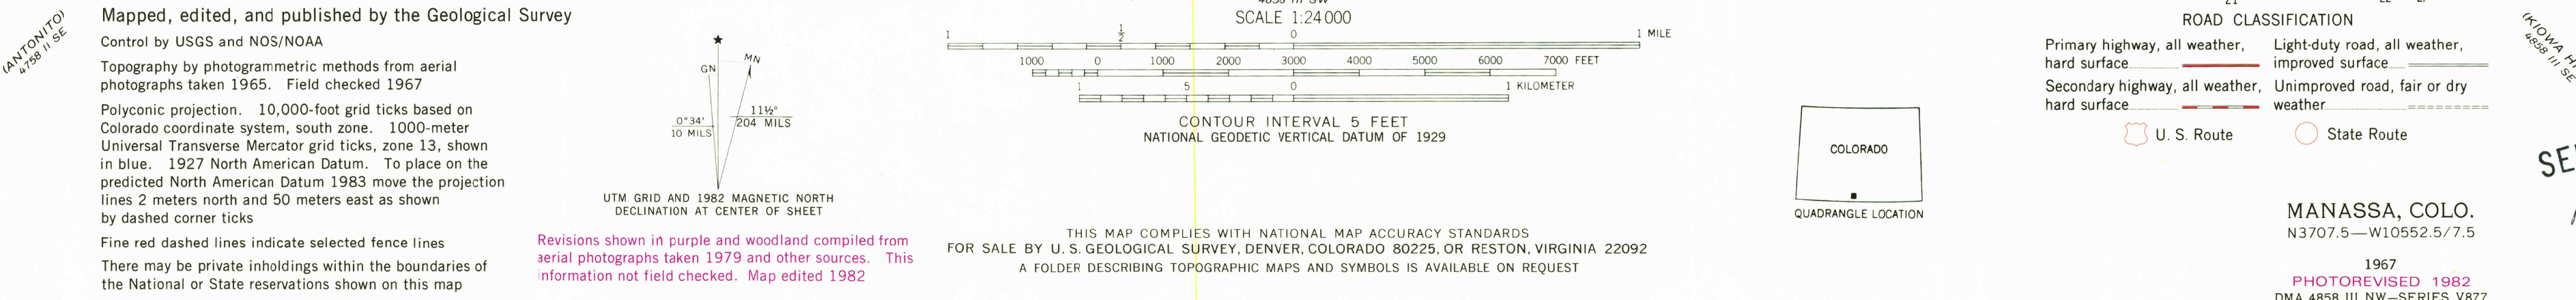 (ANTONITO)
4758 II SE
Mapped, edited, and published by the Geological Survey
Control by USGS and NOS/NOAA
Topography by photogrammetric methods from aerial
photographs taken 1965. Field checked 1967
Polyconic projection. 10,000-foot grid ticks based on
Colorado coordinate system, south zone. 1000-meter
Universal Transverse Mercator grid ticks, zone 13, shown
in blue. 1927 North American Datum. To place on the
predicted North American Datum 1983 move the projection
lines 2 meters north and 50 meters east as shown
by dashed corner ticks
Fine red dashed lines indicate selected fence lines
There may be private inholdings within the boundaries of
the National or State reservations shown on this map
GN
MN
0°34'
10 MILS
11½°
204 MILS
UTM GRID AND 1982 MAGNETIC NORTH
DECLINATION AT CENTER OF SHEET
Revisions shown in purple and woodland compiled from
aerial photographs taken 1979 and other sources. This
information not field checked. Map edited 1982
SCALE 1:24 000
1 ½ 0 1 MILE
1000 0 1000 2000 3000 4000 5000 6000 7000 FEET
1 .5 0 1 KILOMETER
CONTOUR INTERVAL 5 FEET
NATIONAL GEODETIC VERTICAL DATUM OF 1929
THIS MAP COMPLIES WITH NATIONAL MAP ACCURACY STANDARDS
FOR SALE BY U. S. GEOLOGICAL SURVEY, DENVER, COLORADO 80225, OR RESTON, VIRGINIA 22092
A FOLDER DESCRIBING TOPOGRAPHIC MAPS AND SYMBOLS IS AVAILABLE ON REQUEST
COLORADO
QUADRANGLE LOCATION
ROAD CLASSIFICATION
Primary highway, all weather,
hard surface
Light-duty road, all weather,
improved surface
Secondary highway, all weather,
hard surface
Unimproved road, fair or dry
weather
U. S. Route
State Route
(KIOWA
4858 III SE
MANASSA, COLO.
N3707.5—W10552.5/7.5
1967
PHOTOREVISED 1982
DMA 4858 III NW—SERIES V877